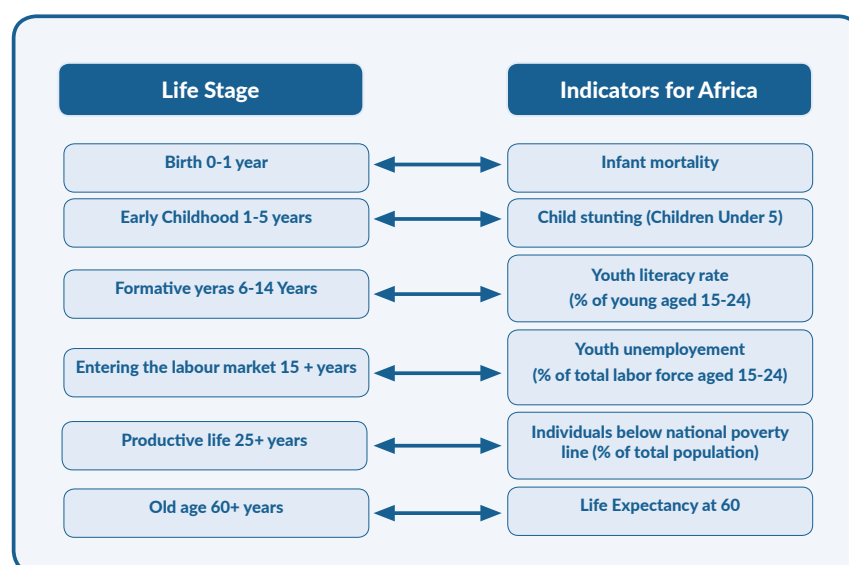 Life Stage
Indicators for Africa
Birth 0-1 year
Infant mortality
Early Childhood 1-5 years
Child stunting (Children Under 5)
Formative yeras 6-14 Years
Youth literacy rate
(% of young aged 15-24)
Entering the labour market 15 + years
Youth unemployement
(% of total labor force aged 15-24)
Productive life 25+ years
Individuals below national poverty
line (% of total population)
Old age 60+ years
Life Expectancy at 60